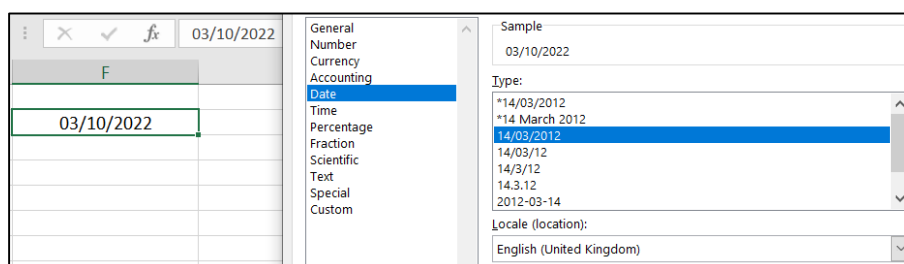 fx 03/10/2022
F
03/10/2022
General
Number
Currency
Accounting
Date
Time
Percentage
Fraction
Scientific
Text
Special
Custom
Sample
03/10/2022
Type:
*14/03/2012
*14 March 2012
14/03/2012
14/03/12
14/3/12
14.3.12
2012-03-14
Locale (location):
English (United Kingdom)